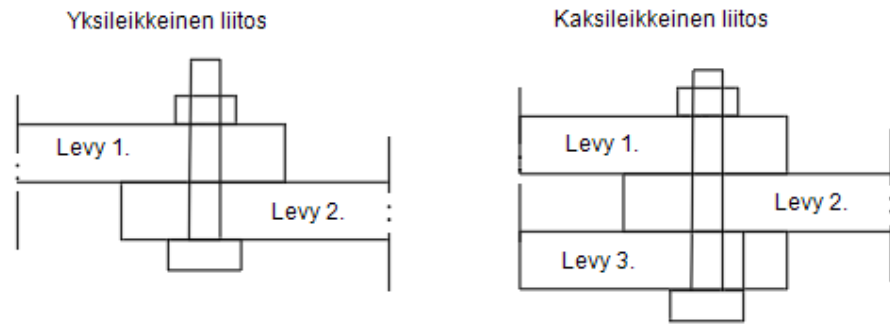 Yksileikkeinen liitos
Levy 1.
Levy 2.
Kaksileikkeinen liitos
Levy 1.
Levy 2.
Levy 3.